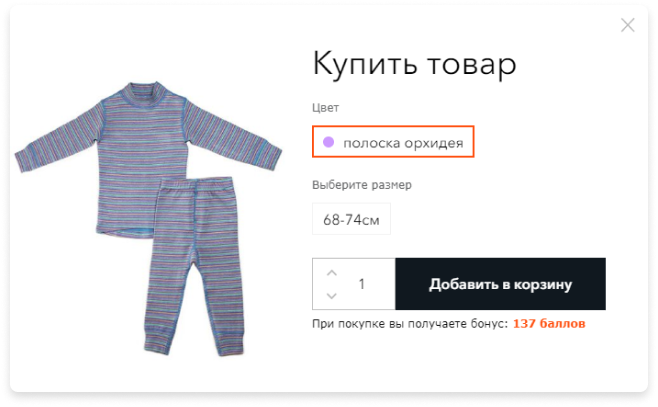 Купить товар
Цвет
полоска орхидея
Выберите размер
68-74см
1
Добавить в корзину
При покупке вы получаете бонус: 137 баллов